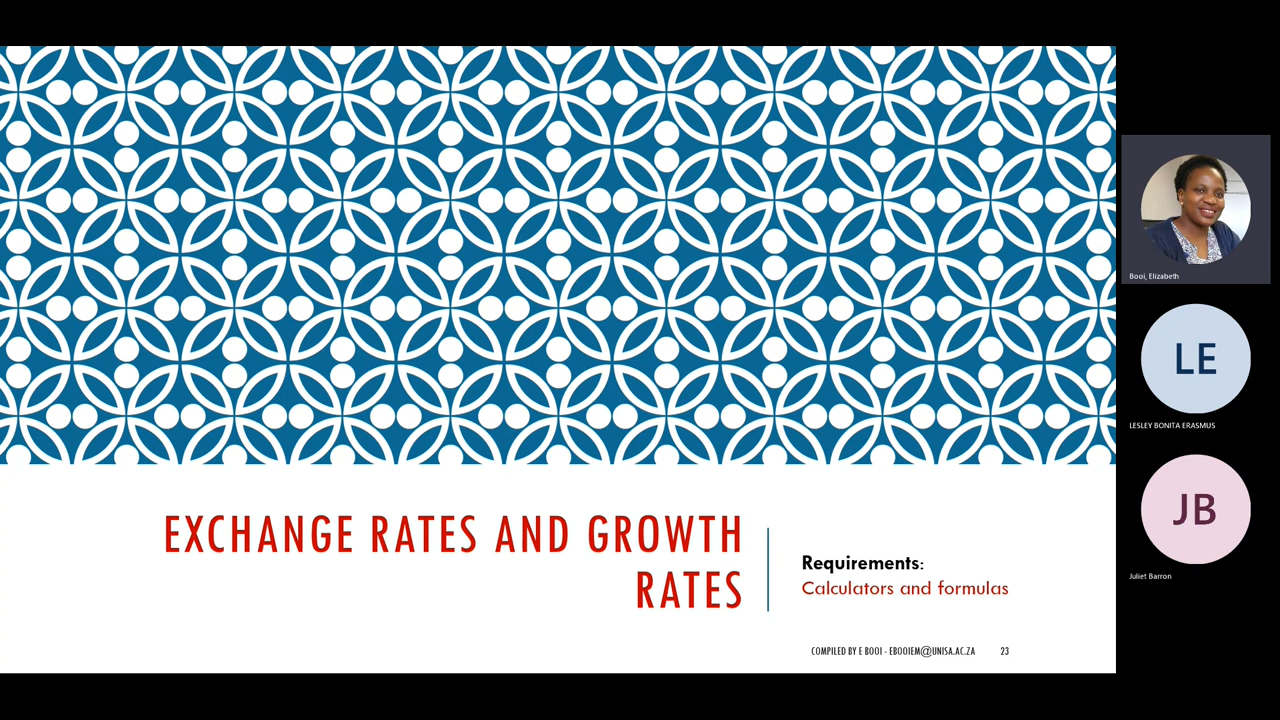 EXCHANGE RATES AND GROWTH
RATES
Requirements:
Calculators and formulas
COMPILED BY E BOOI - EBOOIEM@UNISA.AC.ZA 23
Booi, Elizabeth
LE
LESLEY BONITA ERASMUS
JB
Juliet Barron